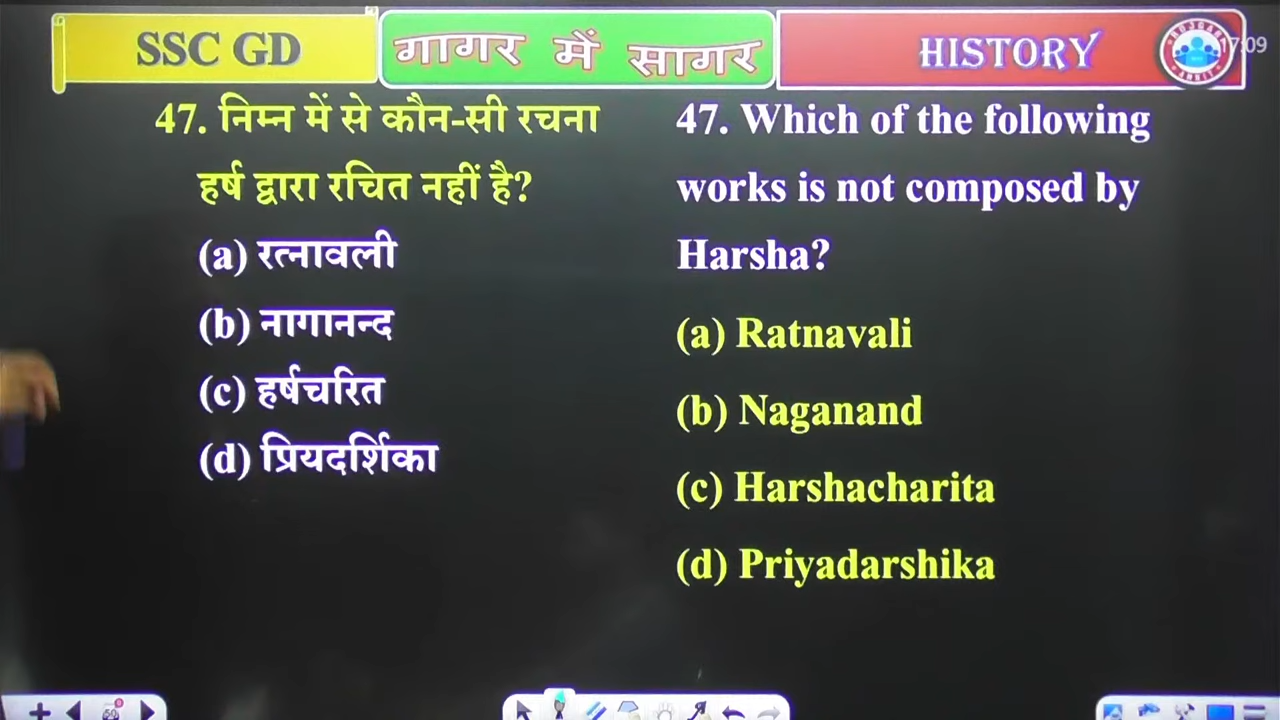 SSC GD
गागर में सागर
HISTORY
17:09
47. निम्न में से कौन-सी रचना
हर्ष द्वारा रचित नहीं है?
(a) रत्नावली
(b) नागानन्द
(c) हर्षचरित
(d) प्रियदर्शिका
47. Which of the following
works is not composed by
Harsha?
(a) Ratnavali
(b) Naganand
(c) Harshacharita
(d) Priyadarshika